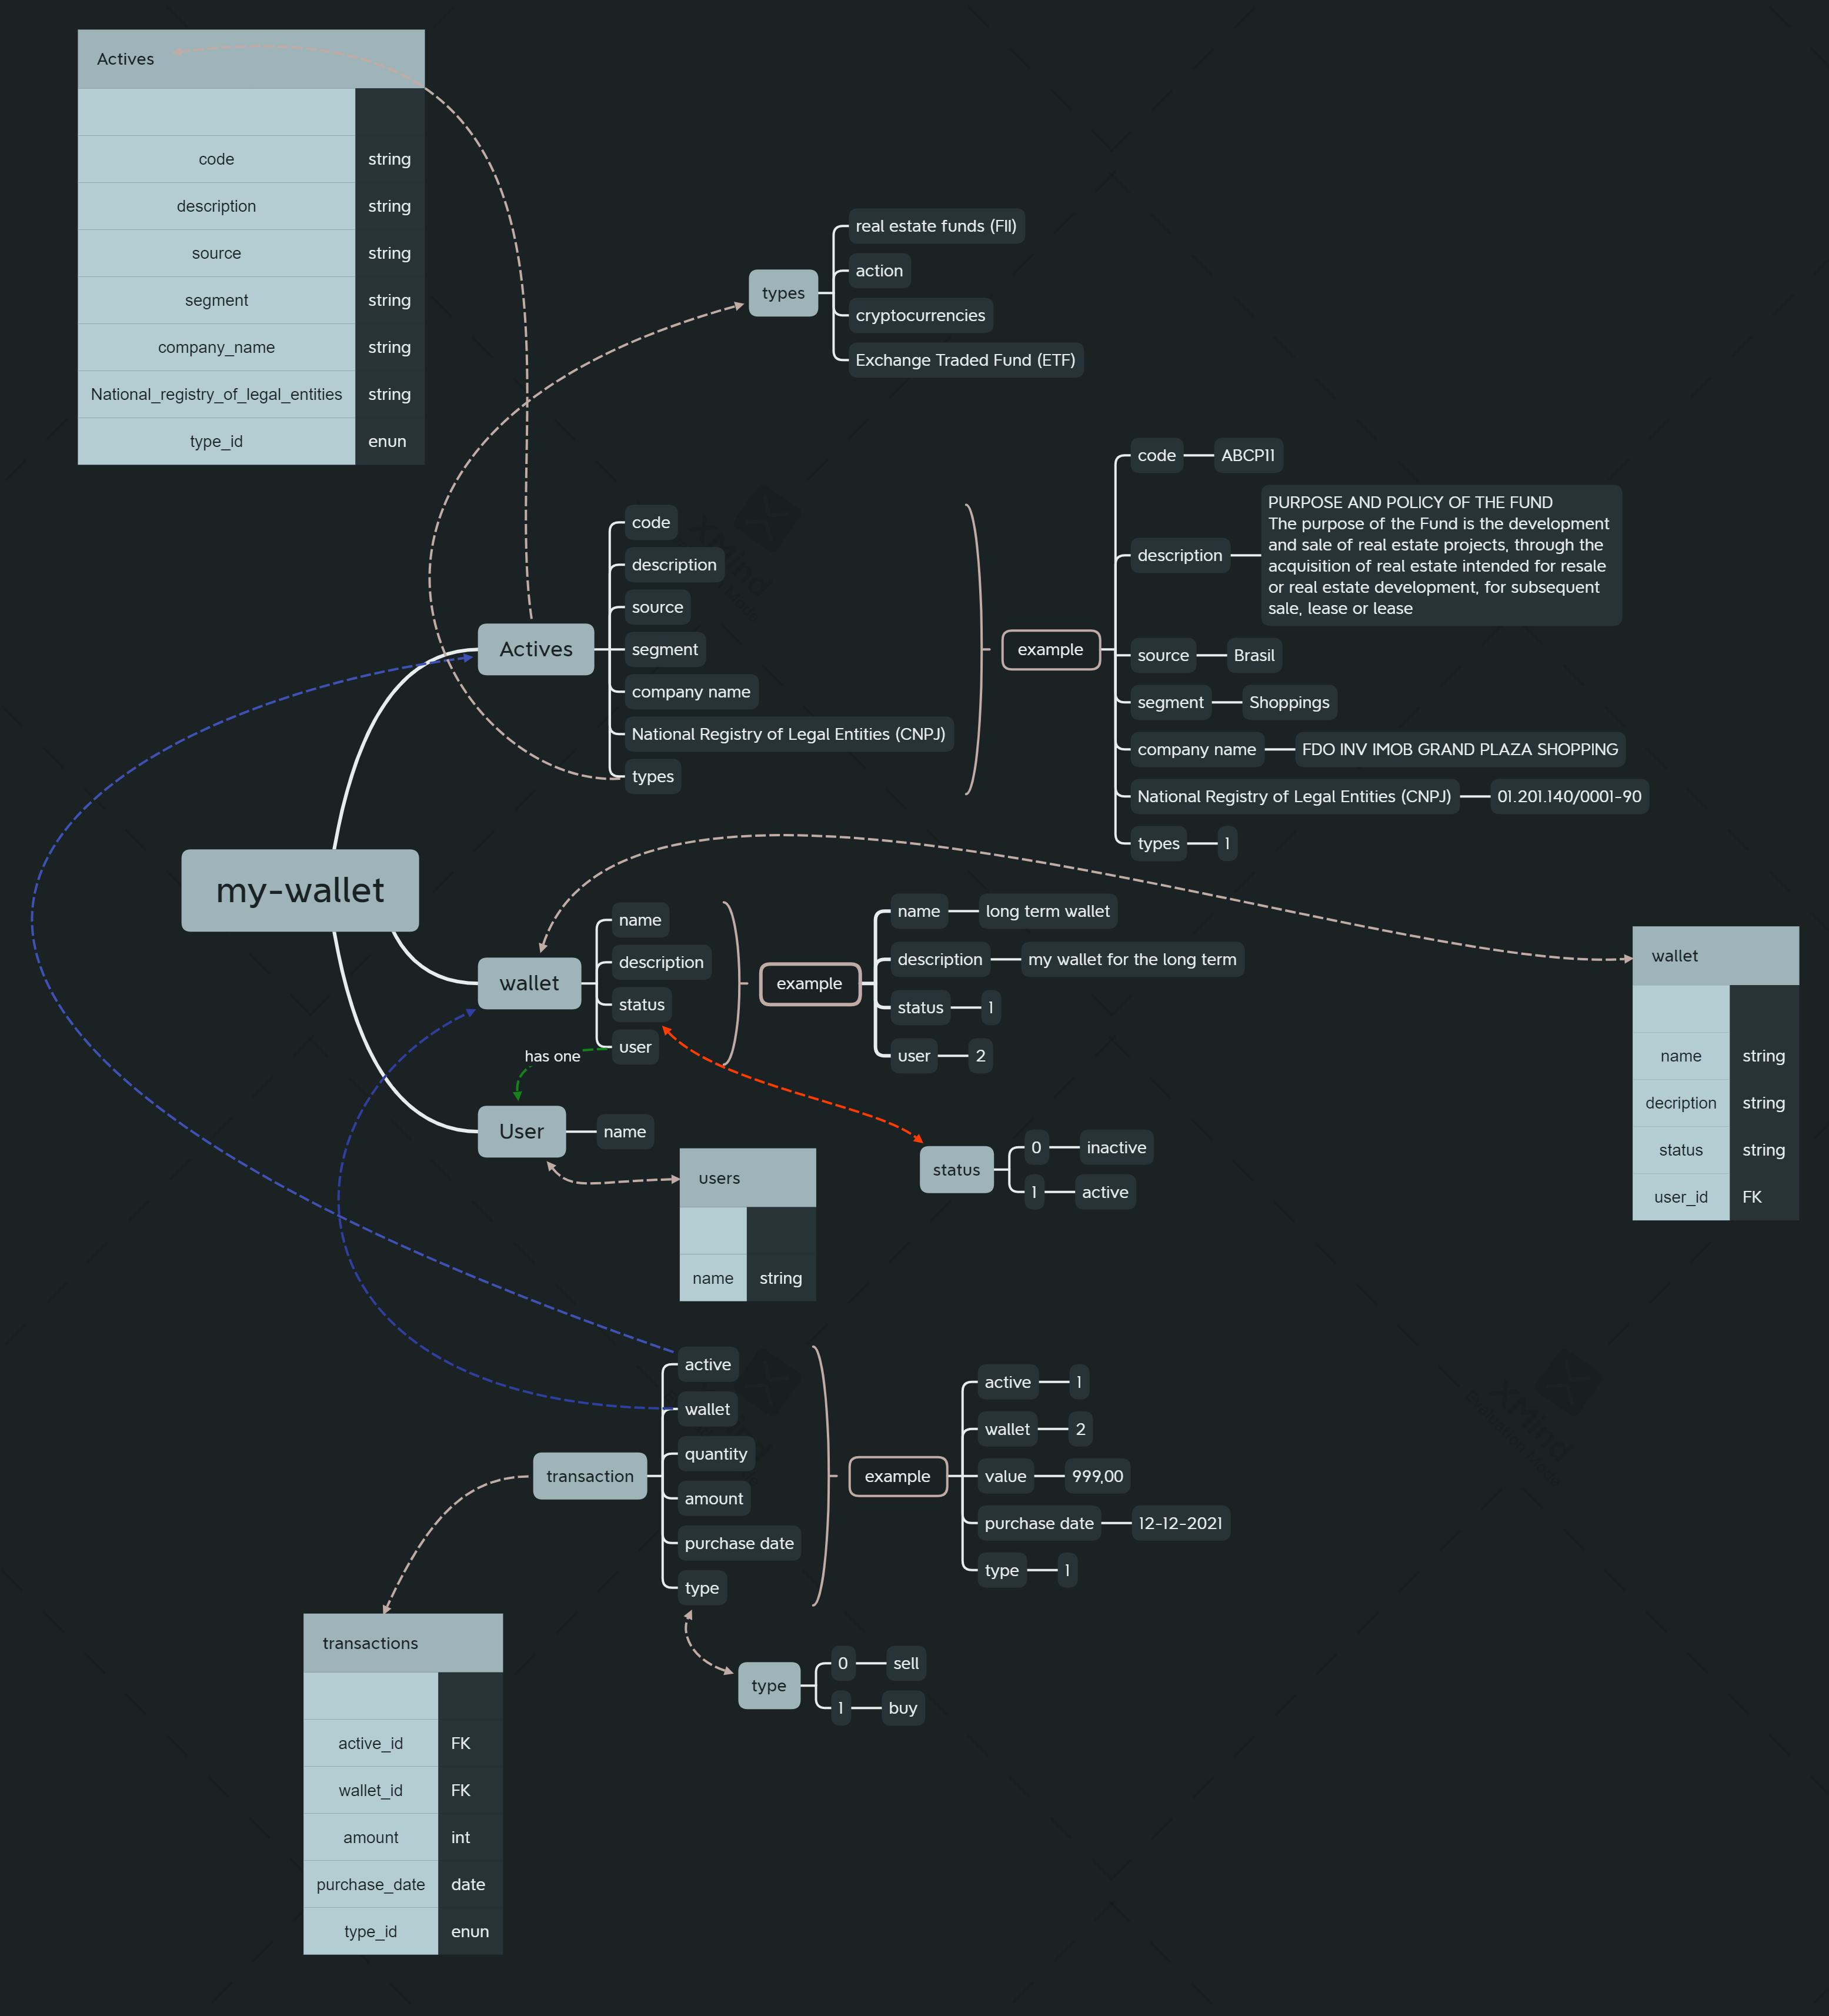 Actives
code string
description string
source string
segment string
company_name string
National_registry_of_legal_entities string
type_id enun
types
real estate funds (FII)
action
cryptocurrencies
Exchange Traded Fund (ETF)
Actives
code
description
source
segment
company name
National Registry of Legal Entities (CNPJ)
types
example
code ABCP11
description
PURPOSE AND POLICY OF THE FUND
The purpose of the Fund is the development
and sale of real estate projects, through the
acquisition of real estate intended for resale
or real estate development, for subsequent
sale, lease or lease
source Brasil
segment Shoppings
company name FDO INV IMOB GRAND PLAZA SHOPPING
National Registry of Legal Entities (CNPJ) 01.201.140/0001-90
types 1
my-wallet
wallet
name
description
status
user
example
name long term wallet
description my wallet for the long term
status 1
user 2
wallet
name string
decription string
status string
user_id FK
has one
User
name
users
name string
status
0 inactive
1 active
transaction
active
wallet
quantity
amount
purchase date
type
example
active 1
wallet 2
value 999,00
purchase date 12-12-2021
type 1
type
0 sell
1 buy
transactions
active_id FK
wallet_id FK
amount int
purchase_date date
type_id enun
XMind
XMind